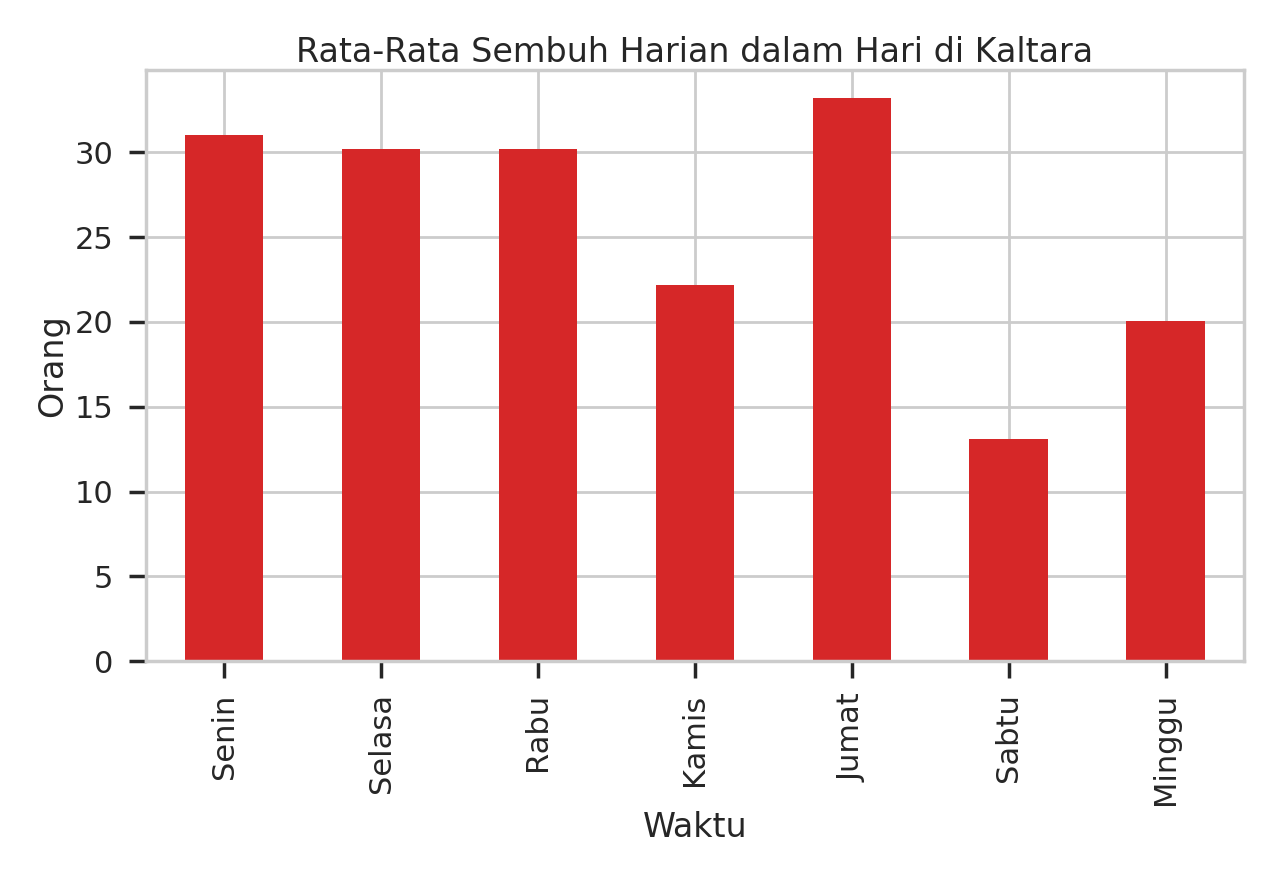 Rata-Rata Sembuh Harian dalam Hari di Kaltara
Orang
30
25
20
15
10
5
0
Senin
Selasa
Rabu
Kamis
Jumat
Sabtu
Minggu
Waktu